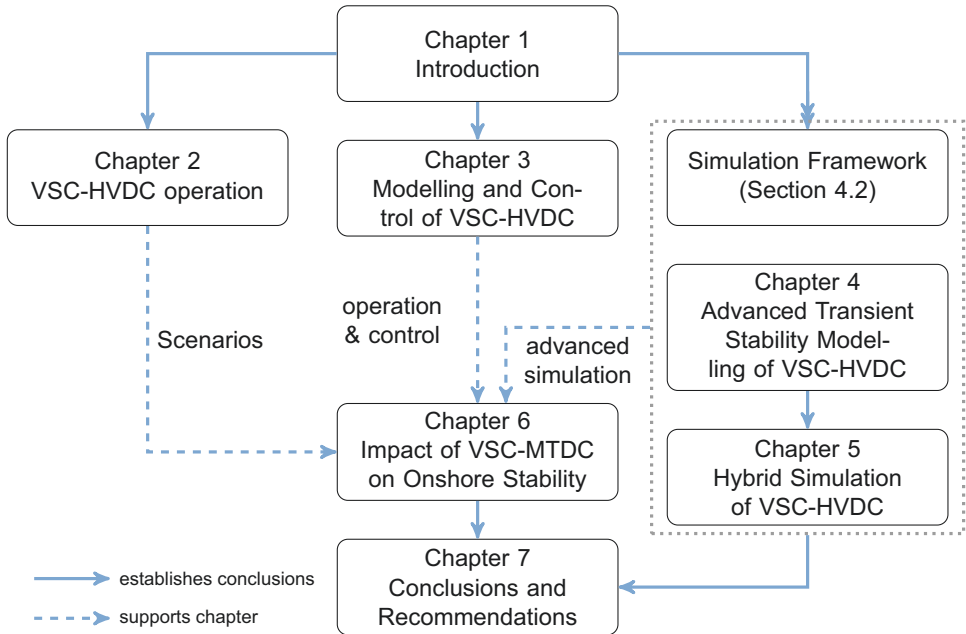 Chapter 1
Introduction
Chapter 2
VSC-HVDC operation
Chapter 3
Modelling and Con-
trol of VSC-HVDC
Simulation Framework
(Section 4.2)
Chapter 4
Advanced Transient
Stability Model-
ling of VSC-HVDC
Scenarios
operation
& control
advanced
simulation
Chapter 6
Impact of VSC-MTDC
on Onshore Stability
Chapter 5
Hybrid Simulation
of VSC-HVDC
Chapter 7
Conclusions and
Recommendations
establishes conclusions
supports chapter